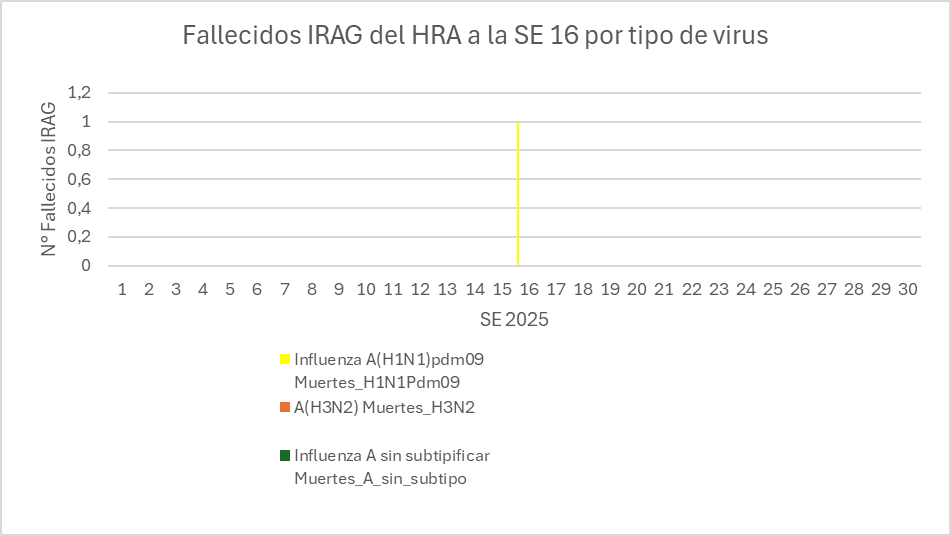 Fallecidos IRAG del HRA a la SE 16 por tipo de virus
Nº Fallecidos IRAG
1,2
1
0,8
0,6
0,4
0,2
0
1 2 3 4 5 6 7 8 9 10 11 12 13 14 15 16 17 18 19 20 21 22 23 24 25 26 27 28 29 30
SE 2025
Influenza A(H1N1)pdm09
Muertes_H1N1Pdm09
A(H3N2) Muertes_H3N2
Influenza A sin subtipificar
Muertes_A_sin_subtipo